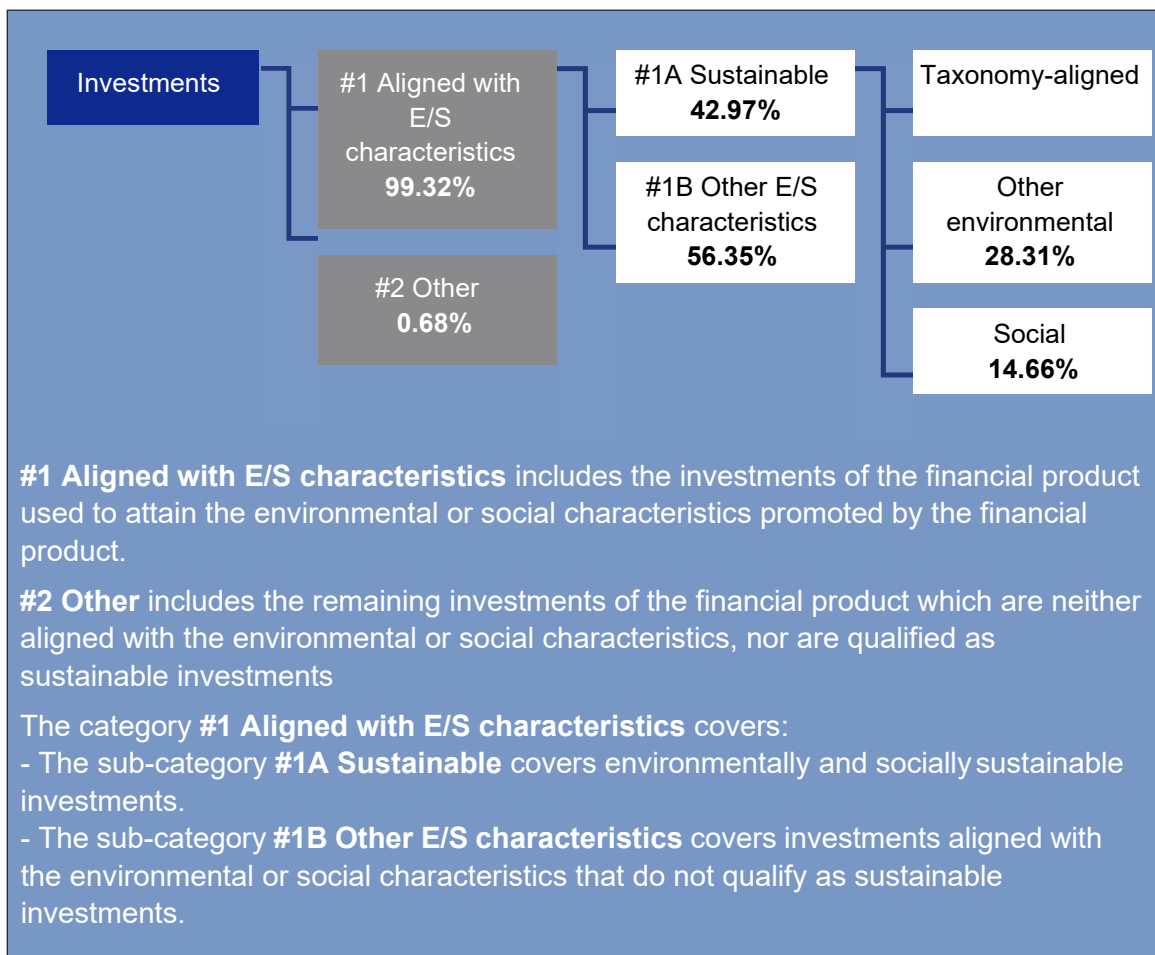 Investments
#1 Aligned with
E/S
characteristics
99.32%
#2 Other
0.68%
#1A Sustainable
42.97%
#1B Other E/S
characteristics
56.35%
Taxonomy-aligned
Other
environmental
28.31%
Social
14.66%
#1 Aligned with E/S characteristics includes the investments of the financial product
used to attain the environmental or social characteristics promoted by the financial
product.
#2 Other includes the remaining investments of the financial product which are neither
aligned with the environmental or social characteristics, nor are qualified as
sustainable investments
The category #1 Aligned with E/S characteristics covers:
- The sub-category #1A Sustainable covers environmentally and socially sustainable
investments.
- The sub-category #1B Other E/S characteristics covers investments aligned with
the environmental or social characteristics that do not qualify as sustainable
investments.